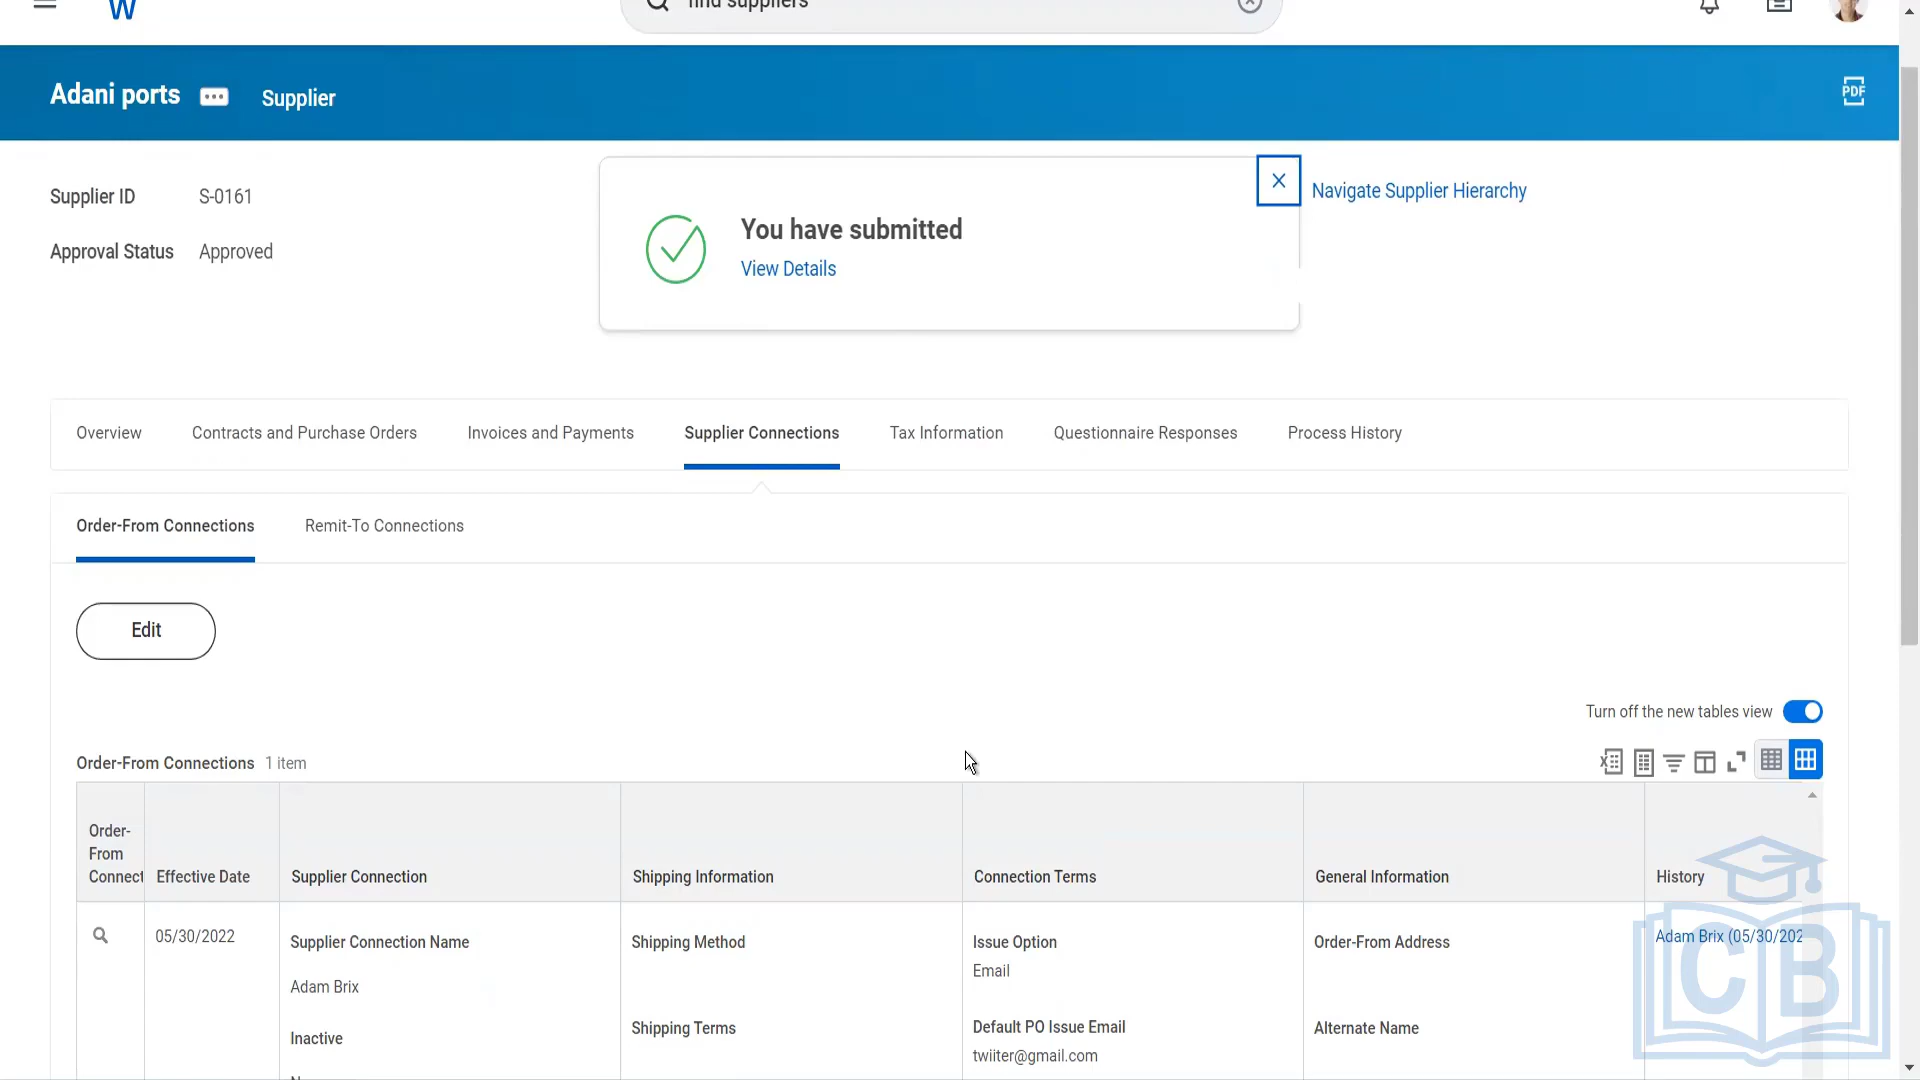 W
find suppliers
Adani ports
Supplier
PDF
Supplier ID S-0161
Approval Status Approved
You have submitted
View Details
Navigate Supplier Hierarchy
Overview Contracts and Purchase Orders Invoices and Payments Supplier Connections Tax Information Questionnaire Responses Process History
Order-From Connections Remit-To Connections
Edit
Turn off the new tables view
Order-From Connections 1 item
Order-
From
Connect Effective Date Supplier Connection Shipping Information Connection Terms General Information History
05/30/2022 Supplier Connection Name Shipping Method Issue Option Order-From Address Adam Brix (05/30/202
Email
Adam Brix
Shipping Terms Default PO Issue Email Alternate Name
Inactive
twiiter@gmail.com
CB